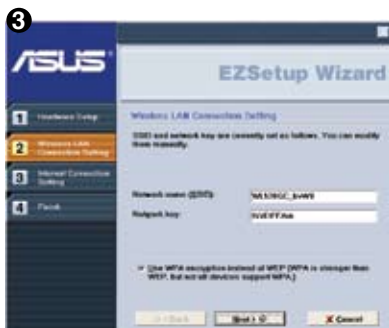 3
ASUS
EZSetup Wizard
1 Hardware Setup
2 Wireless LAN
Connection Setting
3 Internet Connection
Setting
4 Finish
Wireless LAN Connection Setting
SSID and network key are currently set as follows. You can modify
them manually.
Network name (SSID):
Network key:
Use WPA encryption instead of WEP (WPA is stronger than
WEP, but not all devices support WPA.)
< Back
Next >
X Cancel